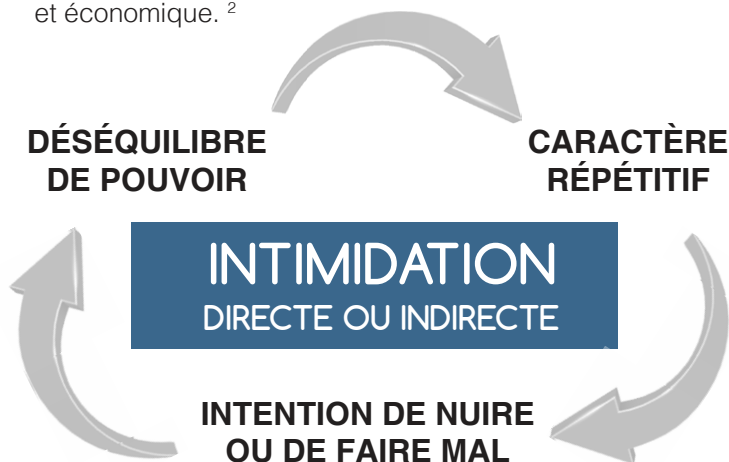 et économique. ²
DÉSÉQUILIBRE
DE POUVOIR
CARACTÈRE
RÉPÉTITIF
INTIMIDATION
DIRECTE OU INDIRECTE
INTENTION DE NUIRE
OU DE FAIRE MAL